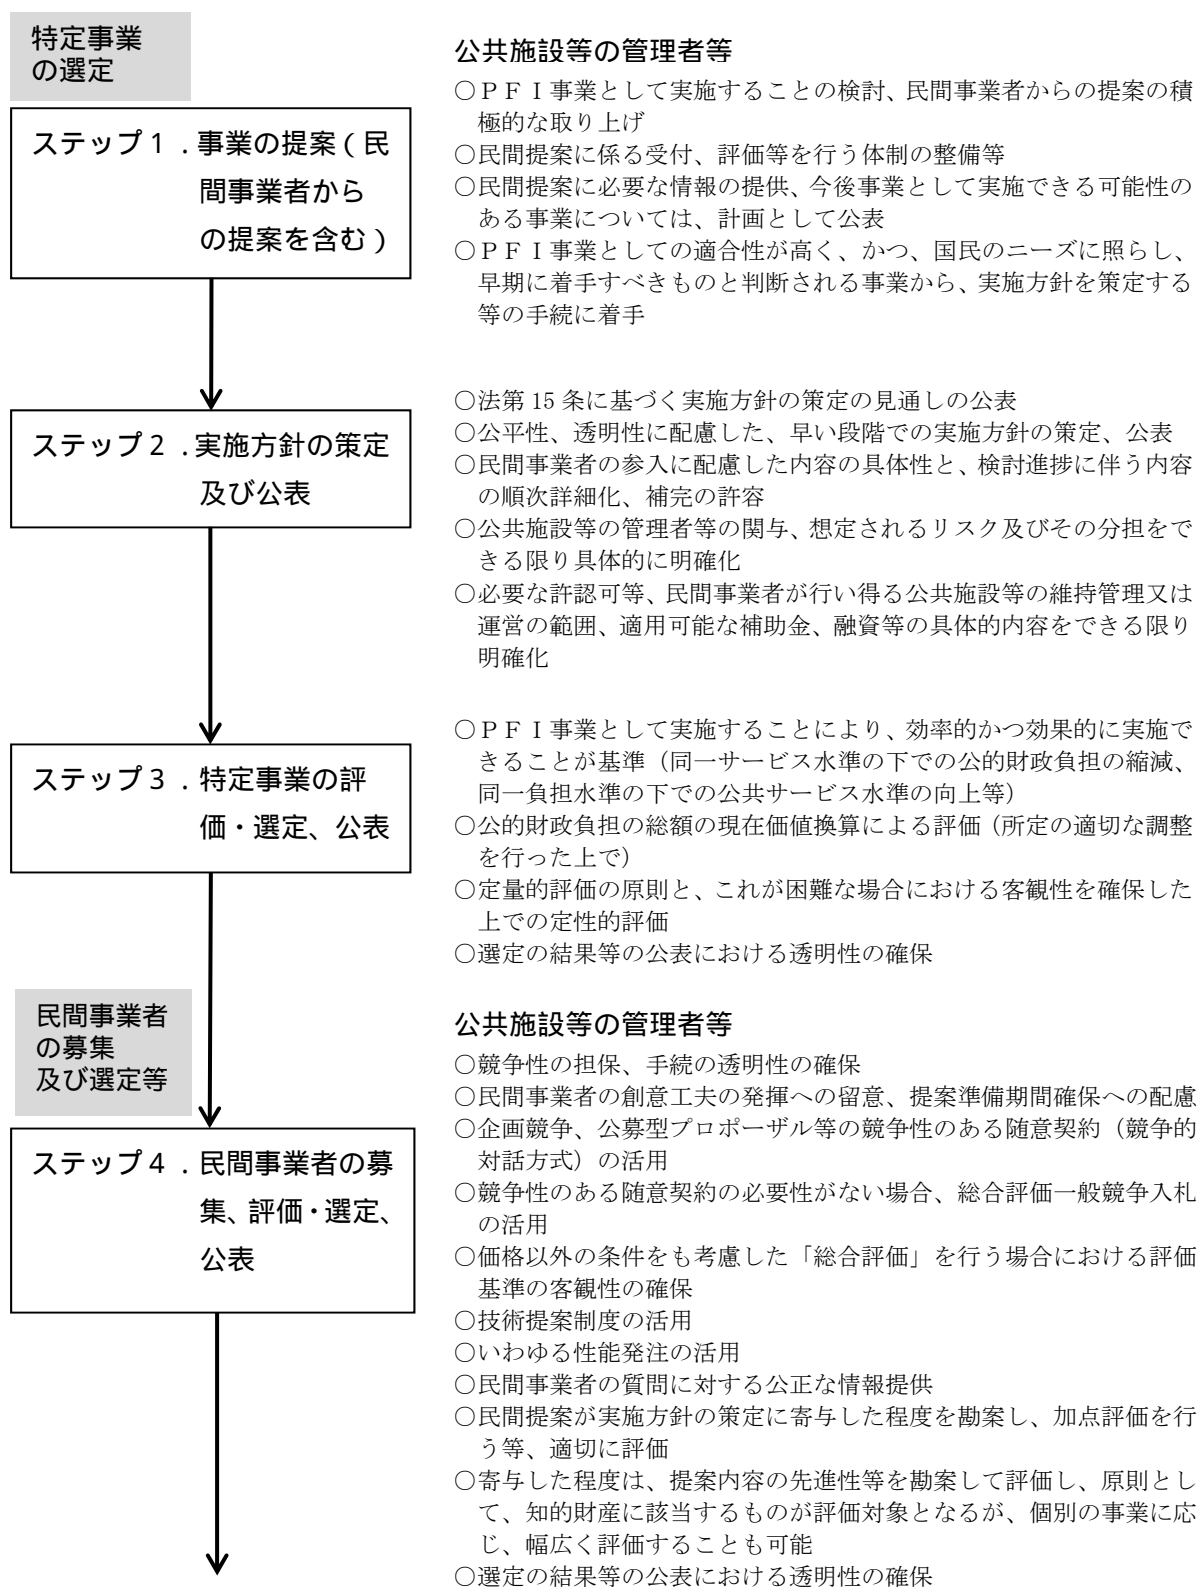 特定事業
の選定
公共施設等の管理者等
○ＰＦＩ事業として実施することの検討、民間事業者からの提案の積
極的な取り上げ
○民間提案に係る受付、評価等を行う体制の整備等
○民間提案に必要な情報の提供、今後事業として実施できる可能性の
ある事業については、計画として公表
○ＰＦＩ事業としての適合性が高く、かつ、国民のニーズに照らし、
早期に着手すべきものと判断される事業から、実施方針を策定する
等の手続に着手
ステップ１．事業の提案（民
間事業者から
の提案を含む）
○法第 15 条に基づく実施方針の策定の見通しの公表
○公平性、透明性に配慮した、早い段階での実施方針の策定、公表
○民間事業者の参入に配慮した内容の具体性と、検討進捗に伴う内容
の順次詳細化、補完の許容
○公共施設等の管理者等の関与、想定されるリスク及びその分担をで
きる限り具体的に明確化
○必要な許認可等、民間事業者が行い得る公共施設等の維持管理又は
運営の範囲、適用可能な補助金、融資等の具体的内容をできる限り
明確化
ステップ２．実施方針の策定
及び公表
○ＰＦＩ事業として実施することにより、効率的かつ効果的に実施で
きることが基準（同一サービス水準の下での公的財政負担の縮減、
同一負担水準の下での公共サービス水準の向上等）
○公的財政負担の総額の現在価値換算による評価（所定の適切な調整
を行った上で）
○定量的評価の原則と、これが困難な場合における客観性を確保した
上での定性的評価
○選定の結果等の公表における透明性の確保
ステップ３．特定事業の評
価・選定、公表
民間事業者
の募集
及び選定等
公共施設等の管理者等
○競争性の担保、手続の透明性の確保
○民間事業者の創意工夫の発揮への留意、提案準備期間確保への配慮
○企画競争、公募型プロポーザル等の競争性のある随意契約（競争的
対話方式）の活用
○競争性のある随意契約の必要性がない場合、総合評価一般競争入札
の活用
○価格以外の条件をも考慮した「総合評価」を行う場合における評価
基準の客観性の確保
○技術提案制度の活用
○いわゆる性能発注の活用
○民間事業者の質問に対する公正な情報提供
○民間提案が実施方針の策定に寄与した程度を勘案し、加点評価を行
う等、適切に評価
○寄与した程度は、提案内容の先進性等を勘案して評価し、原則とし
て、知的財産に該当するものが評価対象となるが、個別の事業に応
じ、幅広く評価することも可能
○選定の結果等の公表における透明性の確保
ステップ４．民間事業者の募
集、評価・選定、
公表